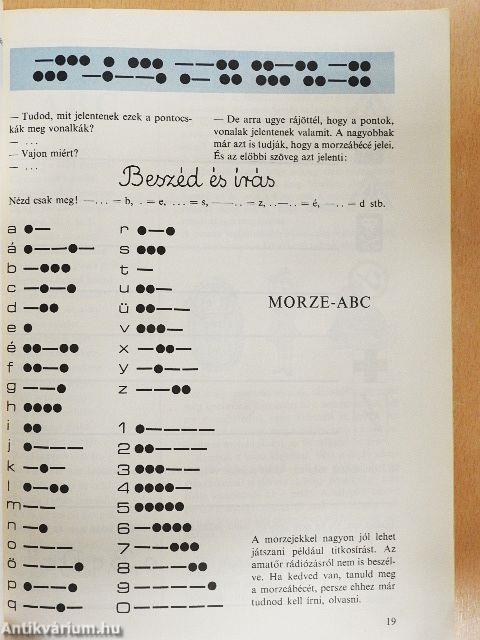 — Tudod, mit jelentenek ezek a pontocs-
kák meg vonalkák?
— ...
— Vajon miért?
— ...
— De arra ugye rájöttél, hogy a pontok,
vonalak jelentenek valamit. A nagyobbak
már azt is tudják, hogy a morzeábécé jelei.
És az előbbi szöveg azt jelenti:
Beszéd és írás
Nézd csak meg! —... = b, . = e, ... = s, ——.. = z, ..—.. = é, —.. = d stb.
a ●—
á ●——●—
b —●●●
c —●—●
d —●●
e ●
é ●●—●●
f ●●—●
g ——●
h ●●●●
i ●●
j ●———
k —●—
l ●—●●
m ——
n —●
o ———
ö ———●
p ●——●
q ——●—
r ●—●
s ●●●
t —
u ●●—
ü ●●——
v ●●●—
x —●●—
y —●——
z ——●●
1 ●————
2 ●●———
3 ●●●——
4 ●●●●—
5 ●●●●●
6 —●●●●
7 ——●●●
8 ———●●
9 ————●
0 —————
MORZE-ABC
A morzejekkel nagyon jól lehet
játszani például titkosírást. Az
amatőr rádiózásról nem is beszél-
ve. Ha kedved van, tanuld meg
a morzeábécét, persze ehhez már
tudnod kell írni, olvasni.
19
Antikvárium.hu